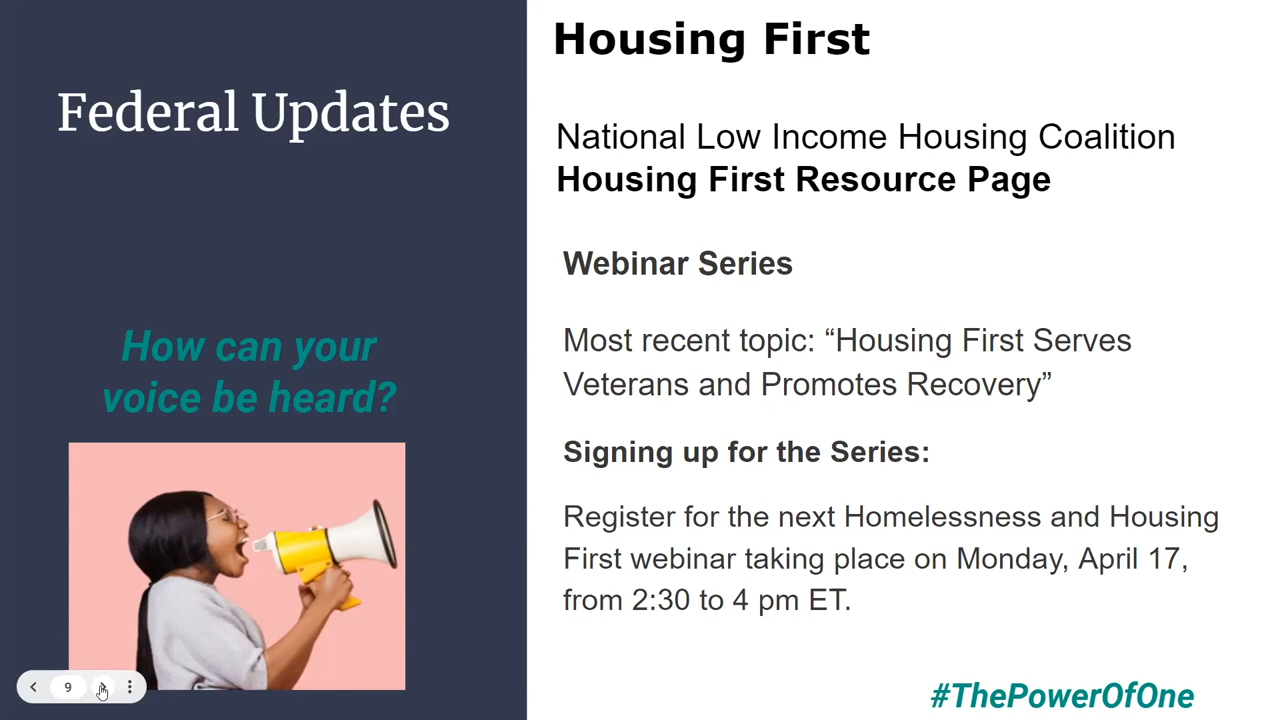 Federal Updates
How can your
voice be heard?
9
Housing First
National Low Income Housing Coalition
Housing First Resource Page
Webinar Series
Most recent topic: “Housing First Serves
Veterans and Promotes Recovery”
Signing up for the Series:
Register for the next Homelessness and Housing
First webinar taking place on Monday, April 17,
from 2:30 to 4 pm ET.
#ThePowerOfOne